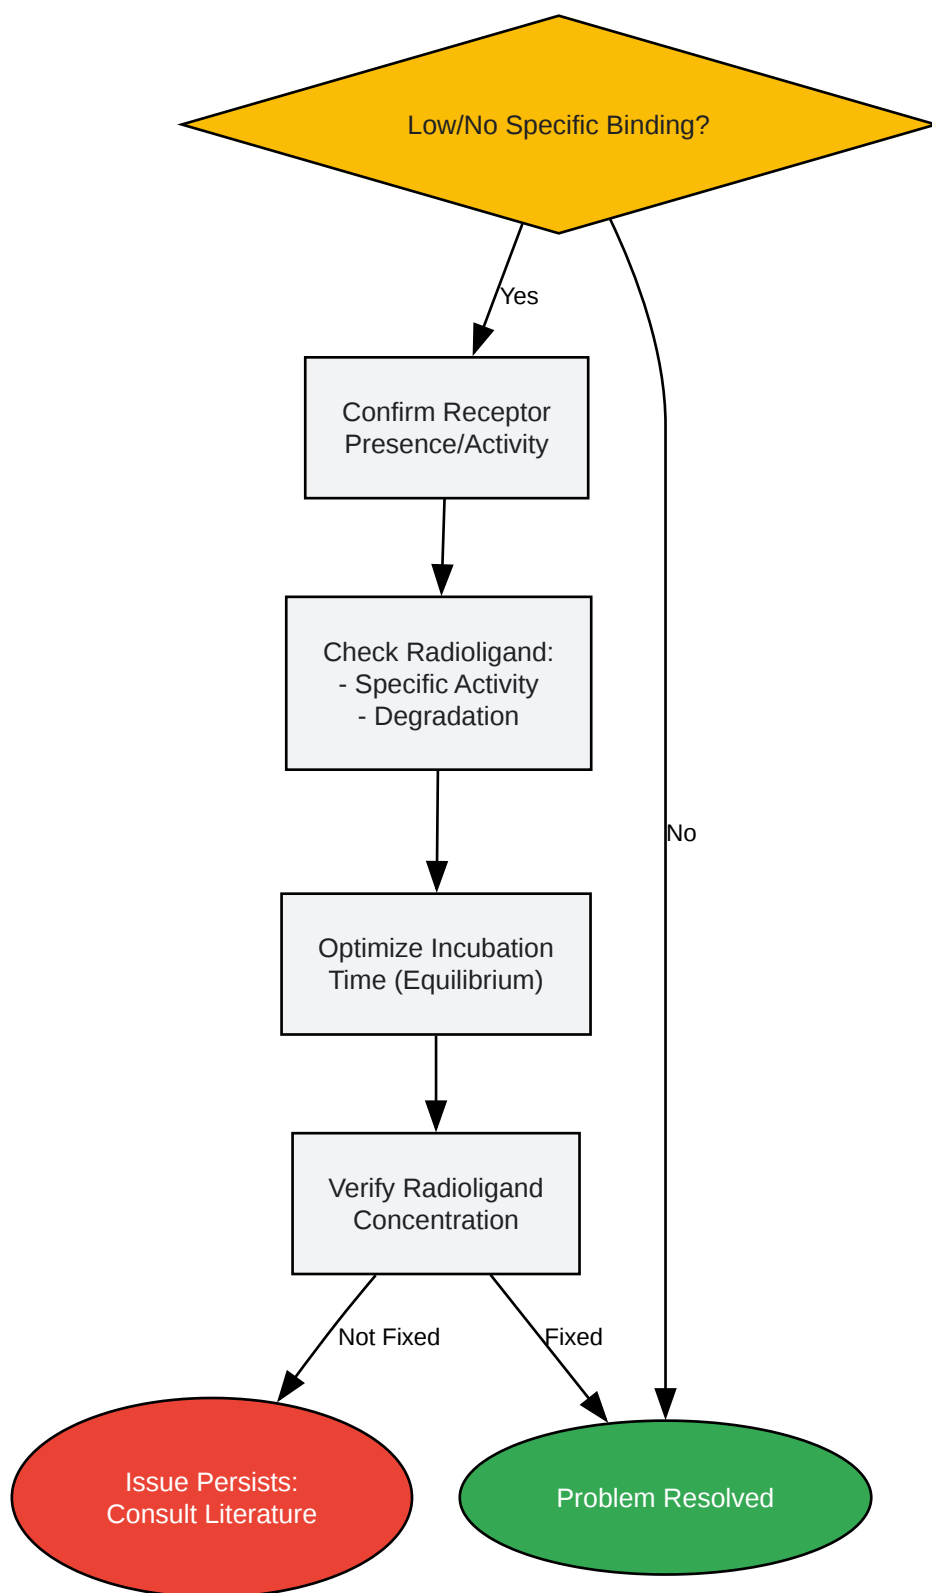 Low/No Specific Binding?
Yes
Confirm Receptor
Presence/Activity
Check Radioligand:
- Specific Activity
- Degradation
No
Optimize Incubation
Time (Equilibrium)
Verify Radioligand
Concentration
Not Fixed
Fixed
Issue Persists:
Consult Literature
Problem Resolved